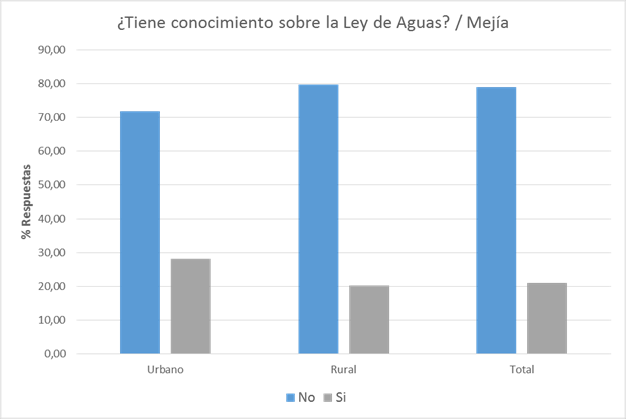 ¿Tiene conocimiento sobre la Ley de Aguas? / Mejía
% Respuestas
90,00
80,00
70,00
60,00
50,00
40,00
30,00
20,00
10,00
0,00
Urbano Rural Total
No Si